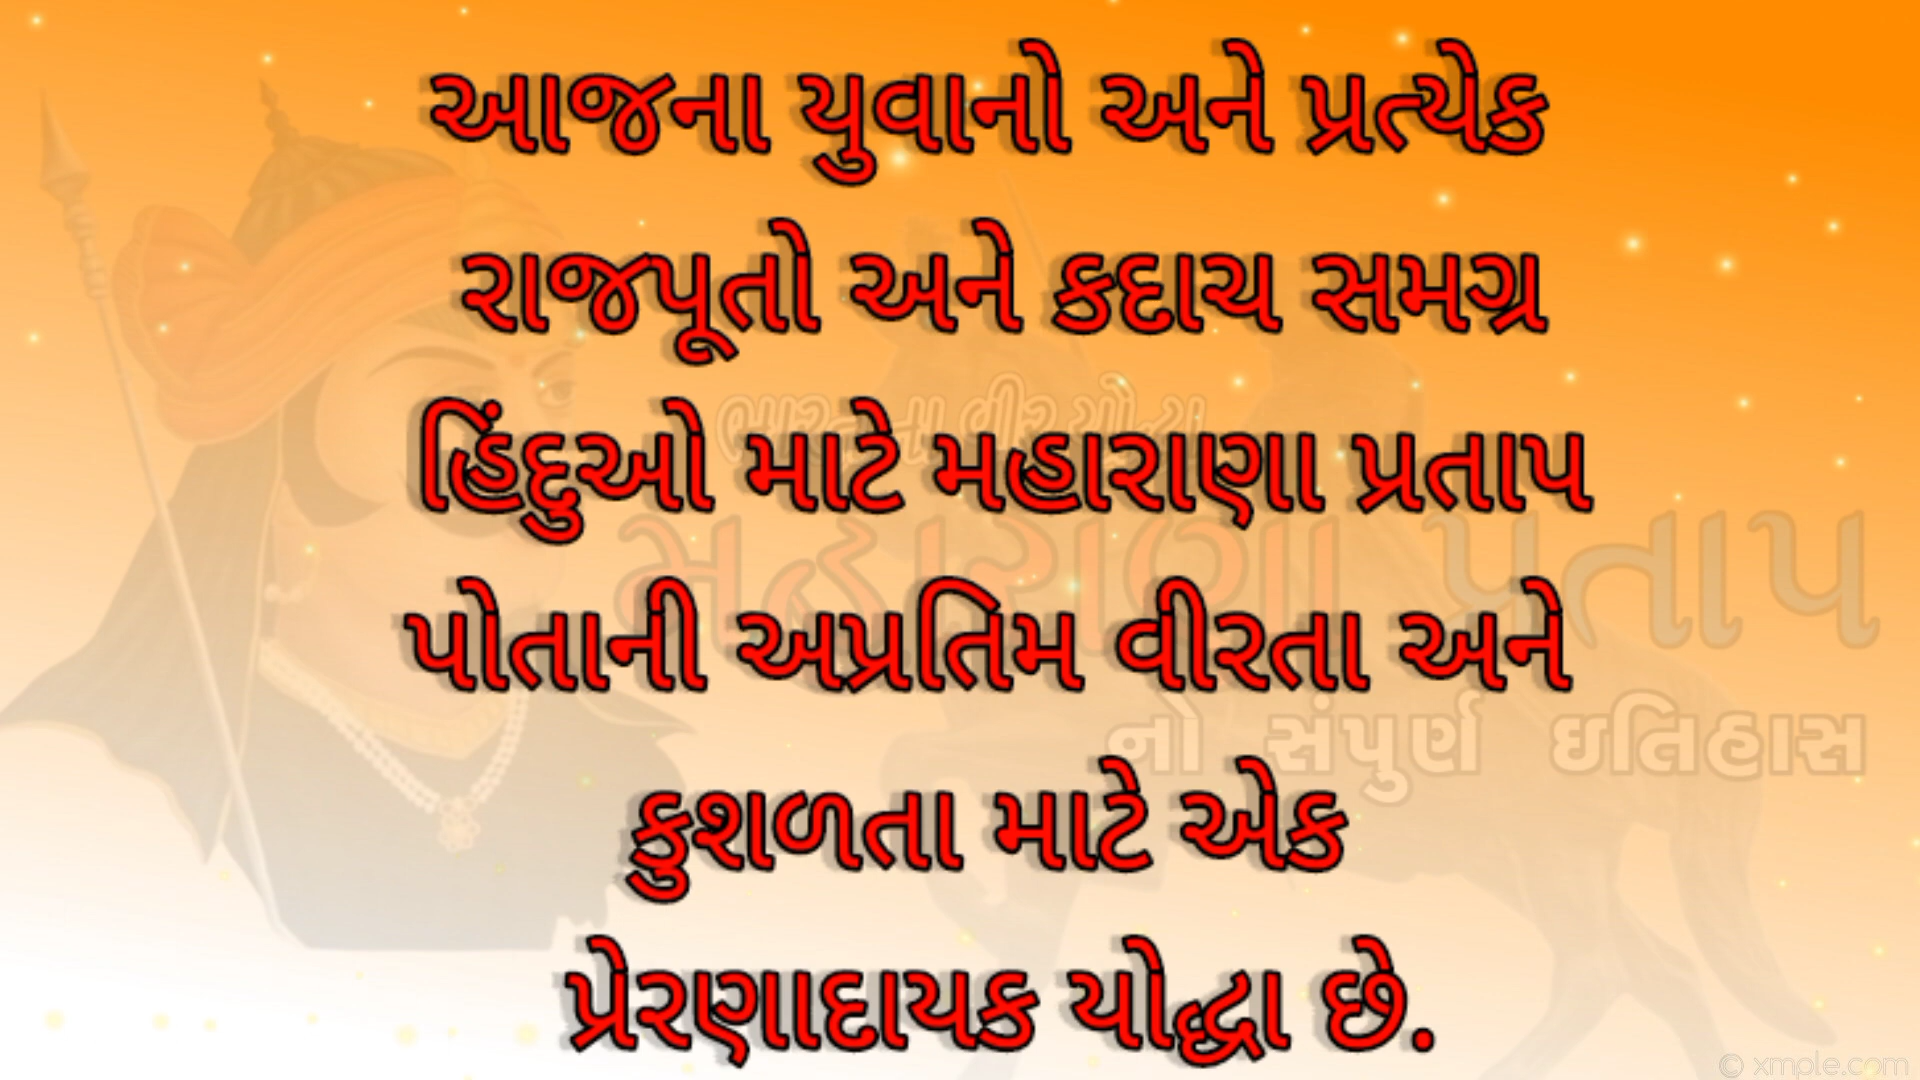 આજના યુવાનો અને પ્રત્યેક
રાજપૂતો અને કદાચ સમગ્ર
ભારતના વીર યોદ્ધા
હિંદુઓ માટે મહારાણા પ્રતાપ
મહારાણા પ્રતાપ
પોતાની અપ્રતિમ વીરતા અને
નો સંપુર્ણ ઇતિહાસ
કુશળતા માટે એક
પ્રેરણાદાયક યોદ્ધા છે.
© xmple.com